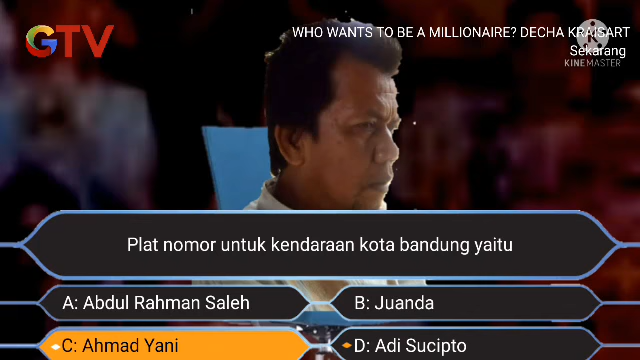 GTV
WHO WANTS TO BE A MILLIONAIRE? DECHA KRAISART
Sekarang
KINEMASTER
Plat nomor untuk kendaraan kota bandung yaitu
A: Abdul Rahman Saleh
B: Juanda
C: Ahmad Yani
D: Adi Sucipto